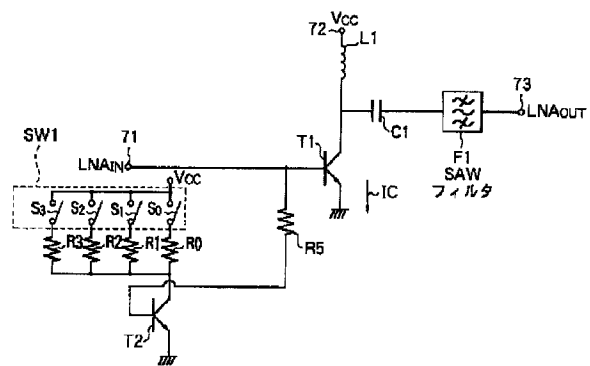 VCC
72
L1
73
LNAOUT
C1
F1
SAW
フィルタ
T1
IC
71
LNAIN
SW1
VCC
S3 S2 S1 S0
R3 R2 R1 R0
R5
T2